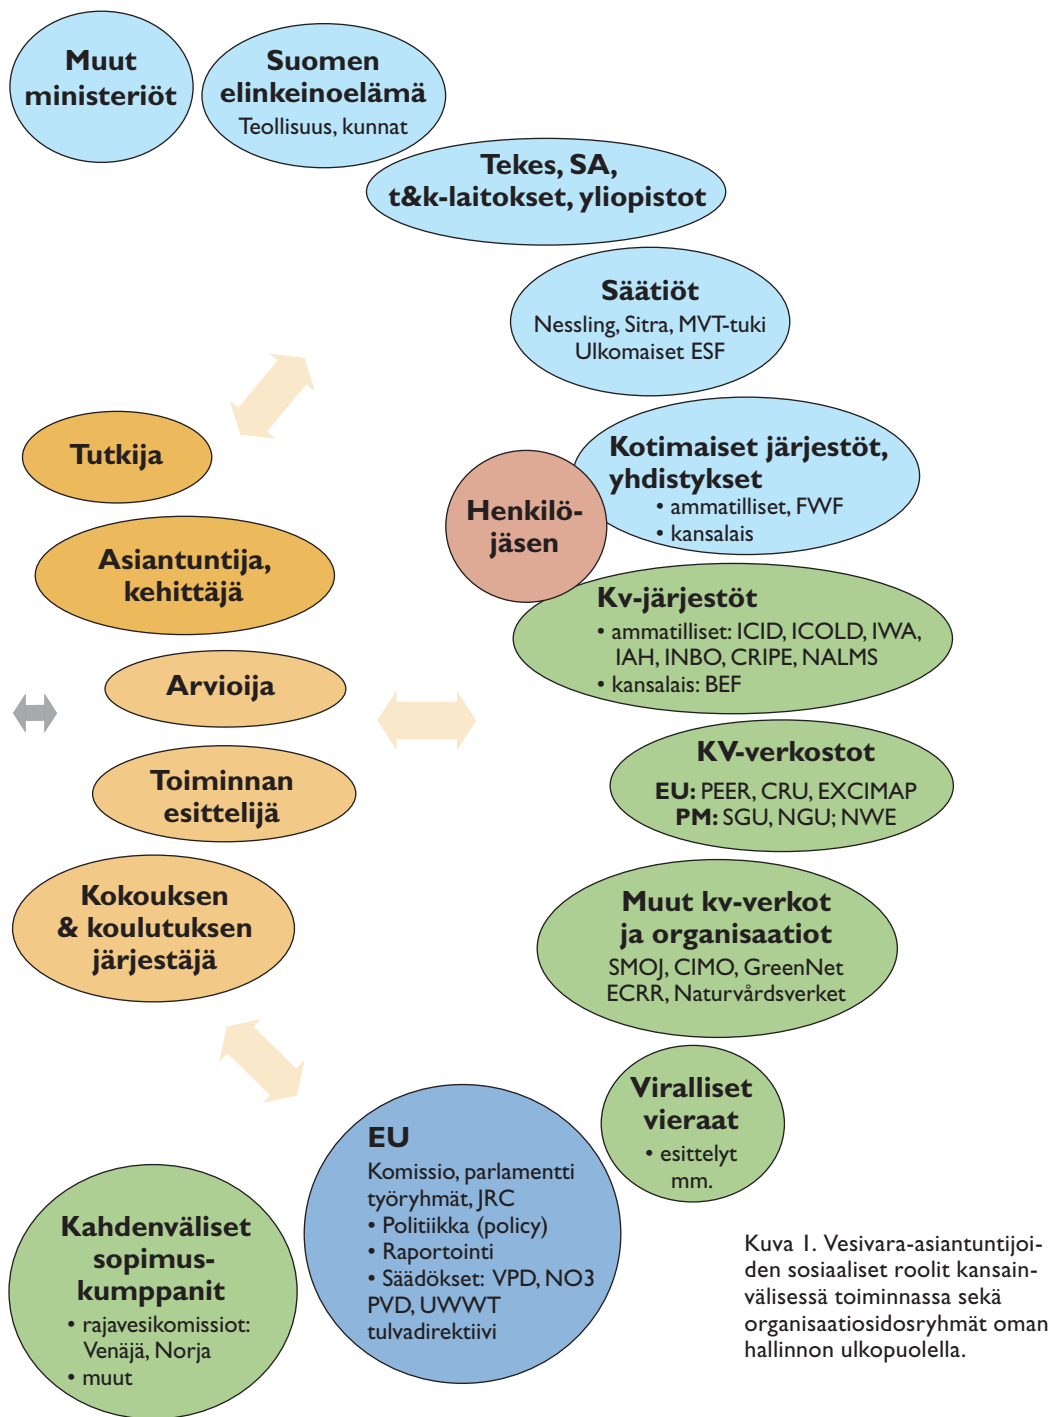 Muut
ministeriöt
Suomen
elinkeinoelämä
Teollisuus, kunnat
Tekes, SA,
t&k-laitokset, yliopistot
Säätiöt
Nessling, Sitra, MVT-tuki
Ulkomaiset ESF
Kotimaiset järjestöt,
yhdistykset
• ammatilliset, FWF
• kansalais
Henkilö-
jäsen
Kv-järjestöt
• ammatilliset: ICID, ICOLD, IWA,
IAH, INBO, CRIPE, NALMS
• kansalais: BEF
KV-verkostot
EU: PEER, CRU, EXCIMAP
PM: SGU, NGU; NWE
Muut kv-verkot
ja organisaatiot
SMOJ, CIMO, GreenNet
ECRR, Naturvårdsverket
Viralliset
vieraat
• esittelyt
mm.
Tutkija
Asiantuntija,
kehittäjä
Arvioija
Toiminnan
esittelijä
Kokouksen
& koulutuksen
järjestäjä
EU
Komissio, parlamentti
työryhmät, JRC
• Politiikka (policy)
• Raportointi
• Säädökset: VPD, NO3
PVD, UWWT
tulvadirektiivi
Kahdenväliset
sopimus-
kumppanit
• rajavesikomissiot:
Venäjä, Norja
• muut
Kuva 1. Vesivara-asiantuntijoi-
den sosiaaliset roolit kansain-
välisessä toiminnassa sekä
organisaatiosidosryhmät oman
hallinnon ulkopuolella.